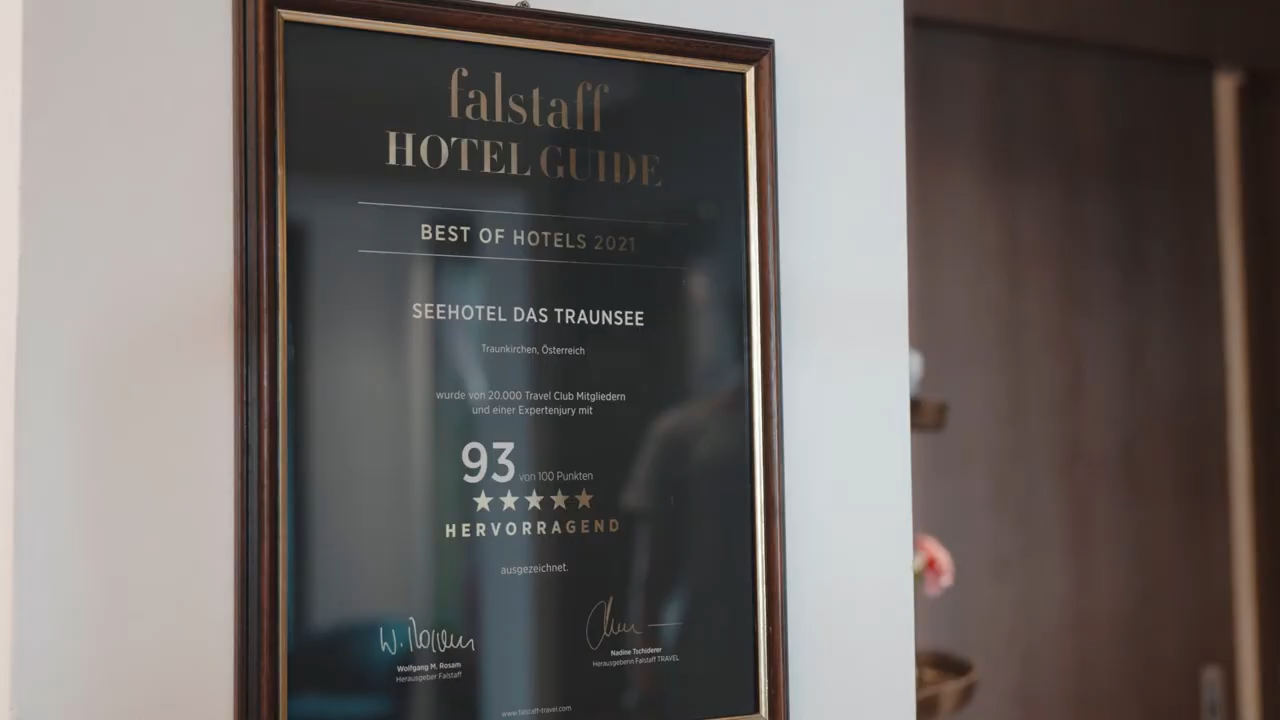 falstaff
HOTEL GUIDE
BEST OF HOTELS 2021
SEEHOTEL DAS TRAUNSEE
Traunkirchen, Österreich
wurde von 20.000 Travel Club Mitgliedern
und einer Expertenjury mit
93 von 100 Punkten
HERVORRAGEND
ausgezeichnet.
W. Rosam
Wolfgang M. Rosam
Herausgeber Falstaff
Nadine Tschiderer
Herausgeberin Falstaff TRAVEL
www.falstaff-travel.com